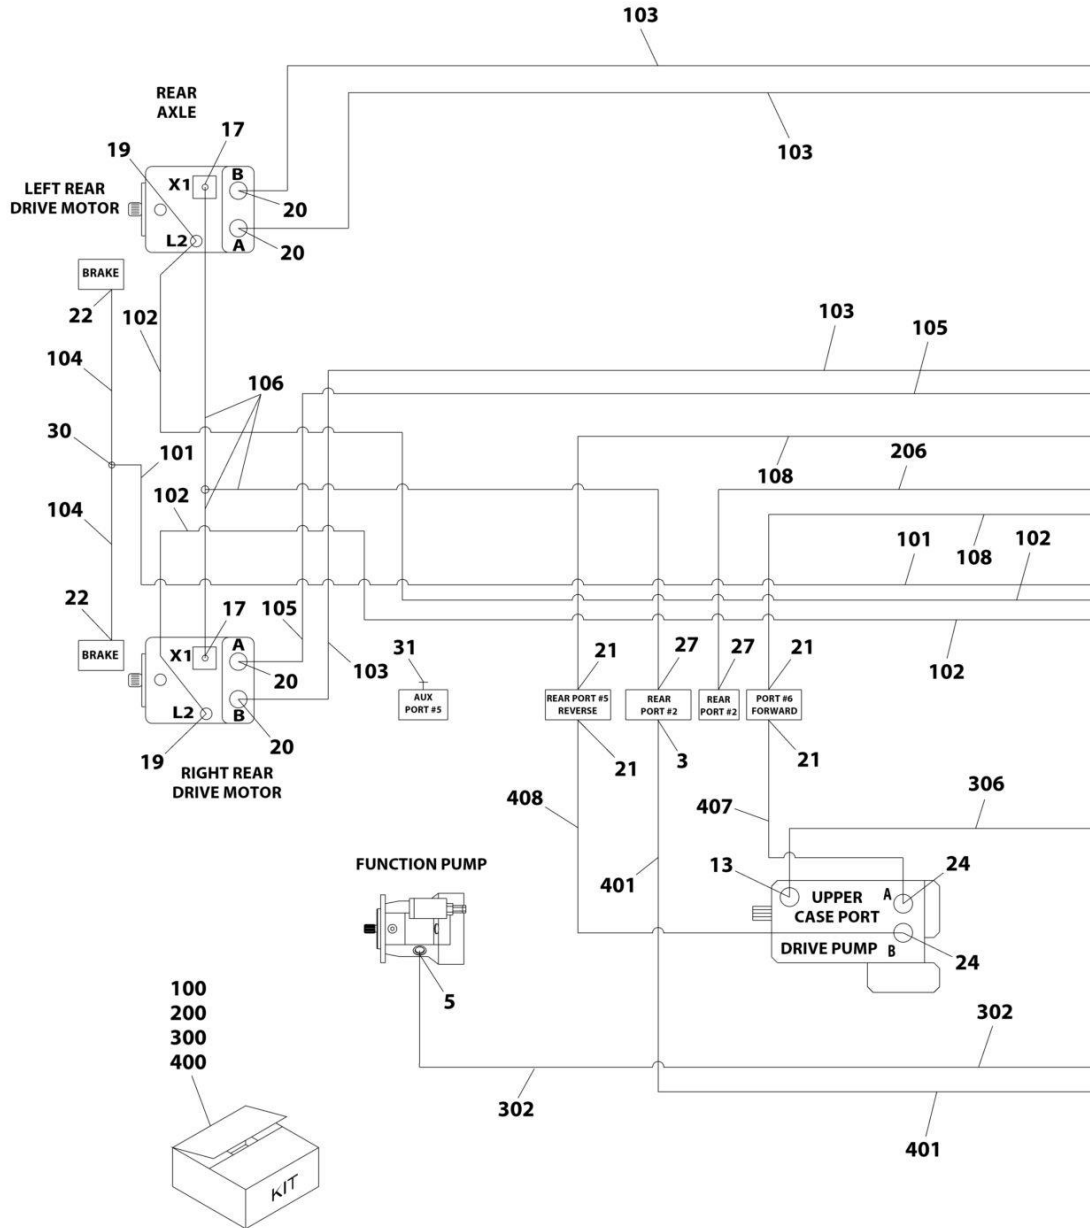 103
REAR
AXLE
103
17
19
X1
B
LEFT REAR
DRIVE MOTOR
20
L2
A
20
BRAKE
22
102
103
105
104
106
30
101
206
108
102
104
108
101
102
22
17
105
A
BRAKE
X1
20
103
31
21
27
27
21
102
AUX
PORT #5
REAR PORT #5
REVERSE
REAR
PORT #2
REAR
PORT #2
PORT #6
FORWARD
L2
B
19
20
21
3
21
RIGHT REAR
DRIVE MOTOR
408
407
306
FUNCTION PUMP
401
13
24
UPPER
CASE PORT
A
DRIVE PUMP
B
24
5
100
200
300
400
302
302
401
KIT